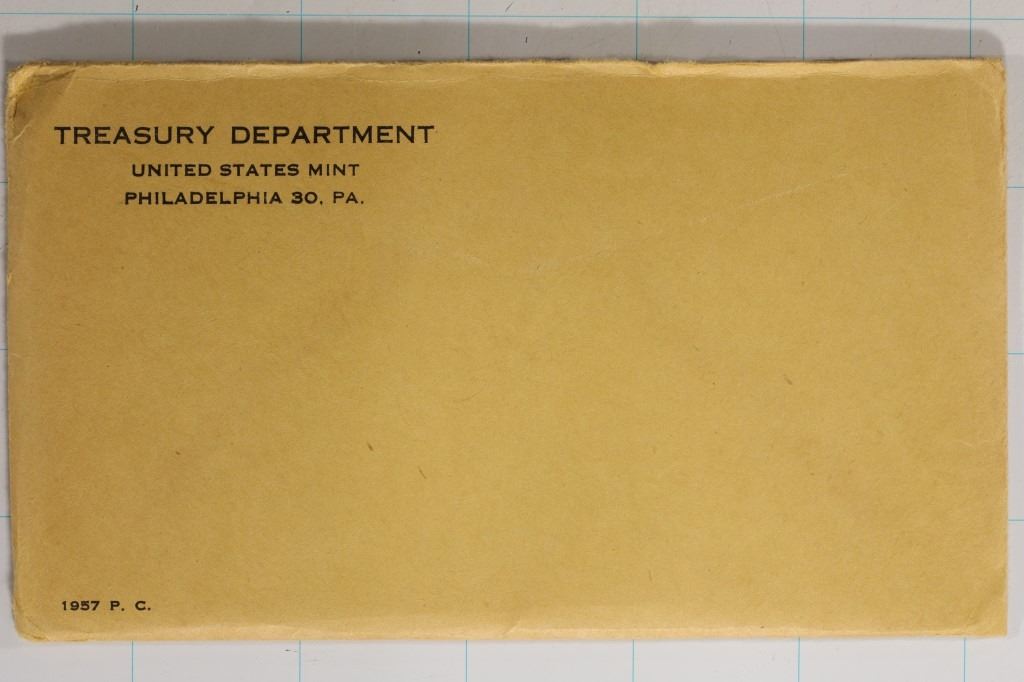 TREASURY DEPARTMENT
UNITED STATES MINT
PHILADELPHIA 30, PA.
1957 P. C.